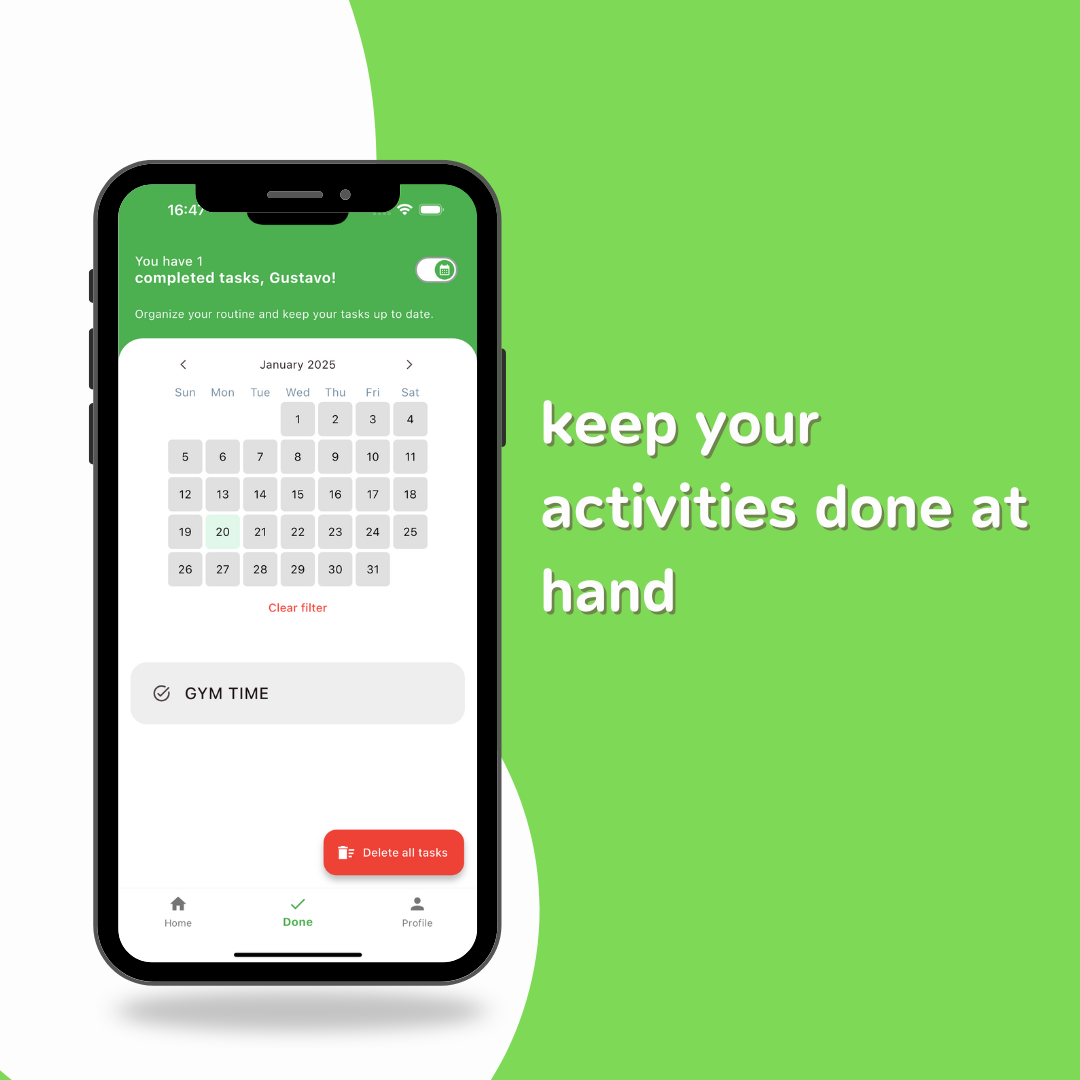 16:47
You have 1
completed tasks, Gustavo!
Organize your routine and keep your tasks up to date.
January 2025
Sun Mon Tue Wed Thu Fri Sat
1 2 3 4
5 6 7 8 9 10 11
12 13 14 15 16 17 18
19 20 21 22 23 24 25
26 27 28 29 30 31
Clear filter
GYM TIME
Delete all tasks
Home Done Profile
keep your
activities done at
hand